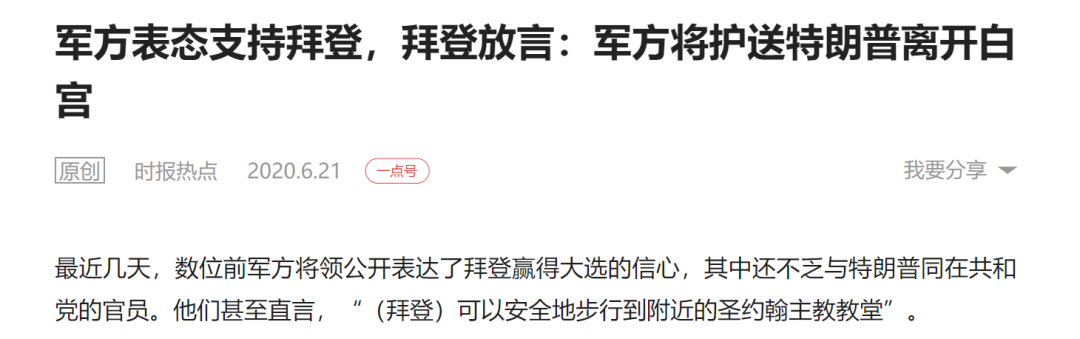 军方表态支持拜登，拜登放言：军方将护送特朗普离开白
宫
原创 时报热点 2020.6.21 一点号 我要分享
最近几天，数位前军方将领公开表达了拜登赢得大选的信心，其中还不乏与特朗普同在共和
党的官员。他们甚至直言，“（拜登）可以安全地步行到附近的圣约翰主教教堂”。